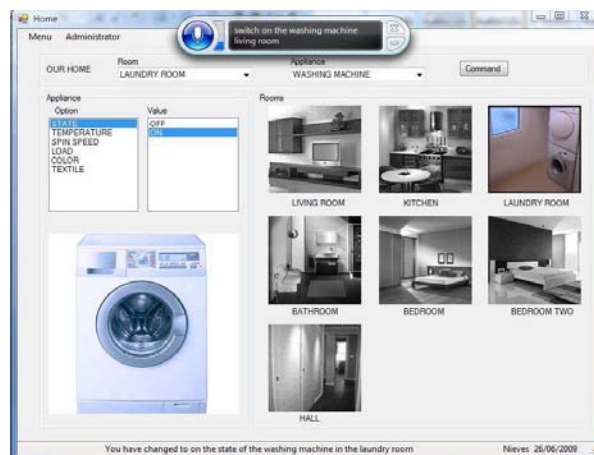 Home
switch on the washing machine
living room
Menu Administrator
OUR HOME
Room
LAUNDRY ROOM
Appliance
WASHING MACHINE
Command
Appliance
Option Value
STATE
TEMPERATURE
SPIN SPEED
LOAD
COLOR
TEXTILE
OFF
ON
Rooms
LIVING ROOM KITCHEN LAUNDRY ROOM
BATHROOM BEDROOM BEDROOM TWO
HALL
You have changed to on the state of the washing machine in the laundry room Nieves 26/06/2009